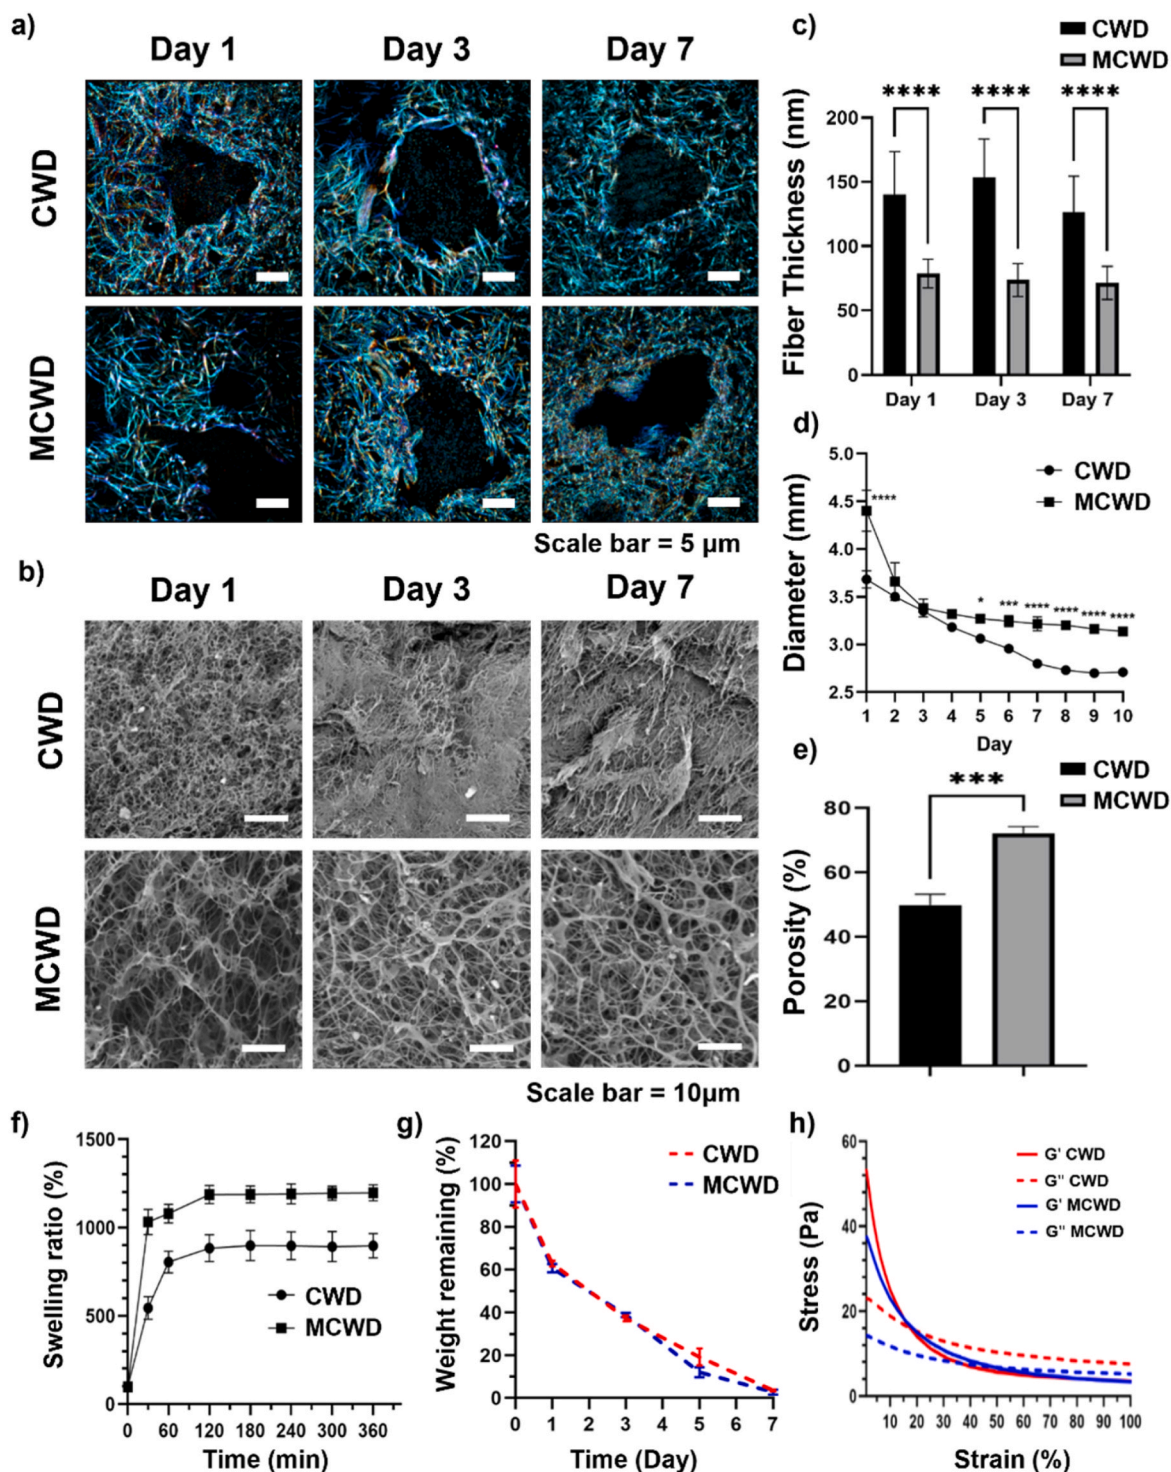 a)
Day 1 Day 3 Day 7
CWD
MCWD
Scale bar = 5 μm
b)
Day 1 Day 3 Day 7
CWD
MCWD
Scale bar = 10μm
c)
CWD
MCWD
**** **** ****
Fiber Thickness (nm)
200
150
100
50
0
Day 1 Day 3 Day 7
d)
CWD
MCWD
Diameter (mm)
5.0
4.5
4.0
3.5
3.0
2.5
**** * *** **** **** **** ****
1 2 3 4 5 6 7 8 9 10
Day
e)
CWD
MCWD
***
Porosity (%)
80
60
40
20
0
f)
Swelling ratio (%)
1500
1000
500
0
CWD
MCWD
0 60 120 180 240 300 360
Time (min)
g)
Weight remaining (%)
120
100
80
60
40
20
0
CWD
MCWD
0 1 2 3 4 5 6 7
Time (Day)
h)
Stress (Pa)
60
40
20
0
G' CWD
G'' CWD
G' MCWD
G'' MCWD
10 20 30 40 50 60 70 80 90 100
Strain (%)